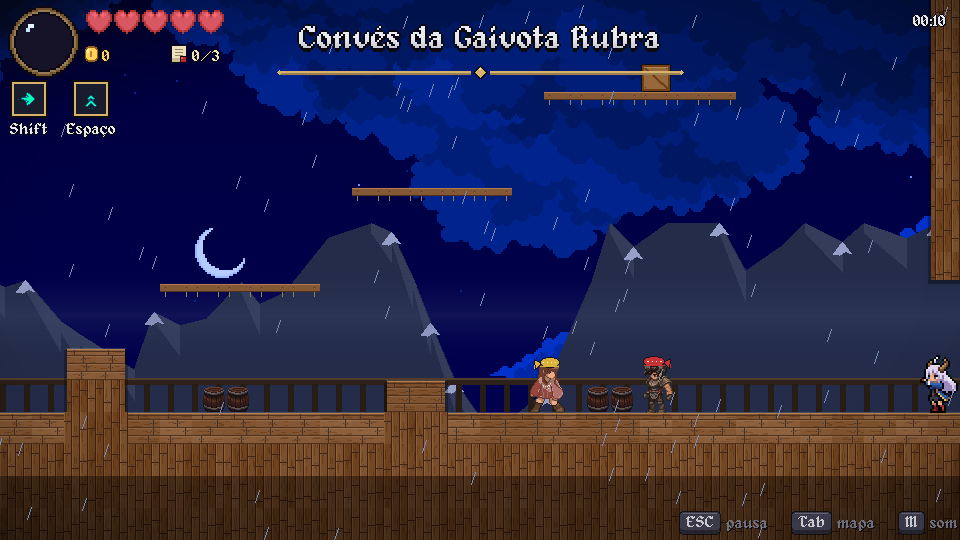 Convés da Gaivota Rubra
00:10
0
0/3
Shift
/Espaço
ESC pausa
Tab mapa
M som